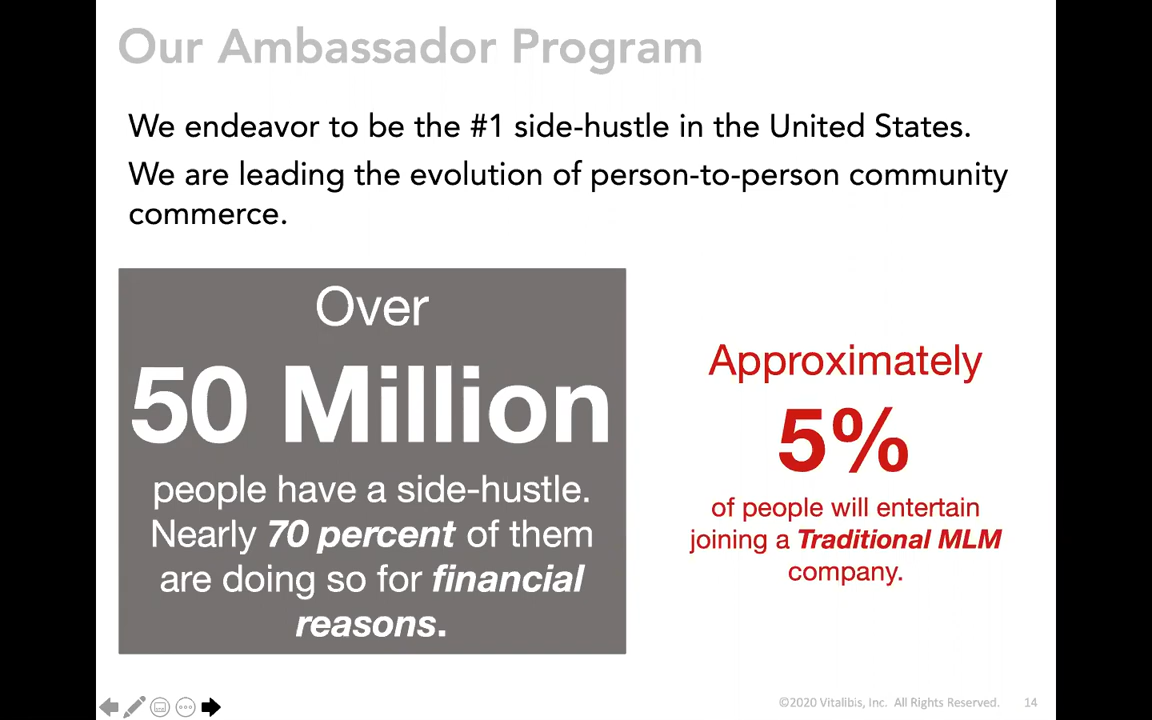 Our Ambassador Program
We endeavor to be the #1 side-hustle in the United States.
We are leading the evolution of person-to-person community
commerce.
Over
50 Million
people have a side-hustle.
Nearly 70 percent of them
are doing so for financial
reasons.
Approximately
5%
of people will entertain
joining a Traditional MLM
company.
©2020 Vitalibis, Inc. All Rights Reserved. 14